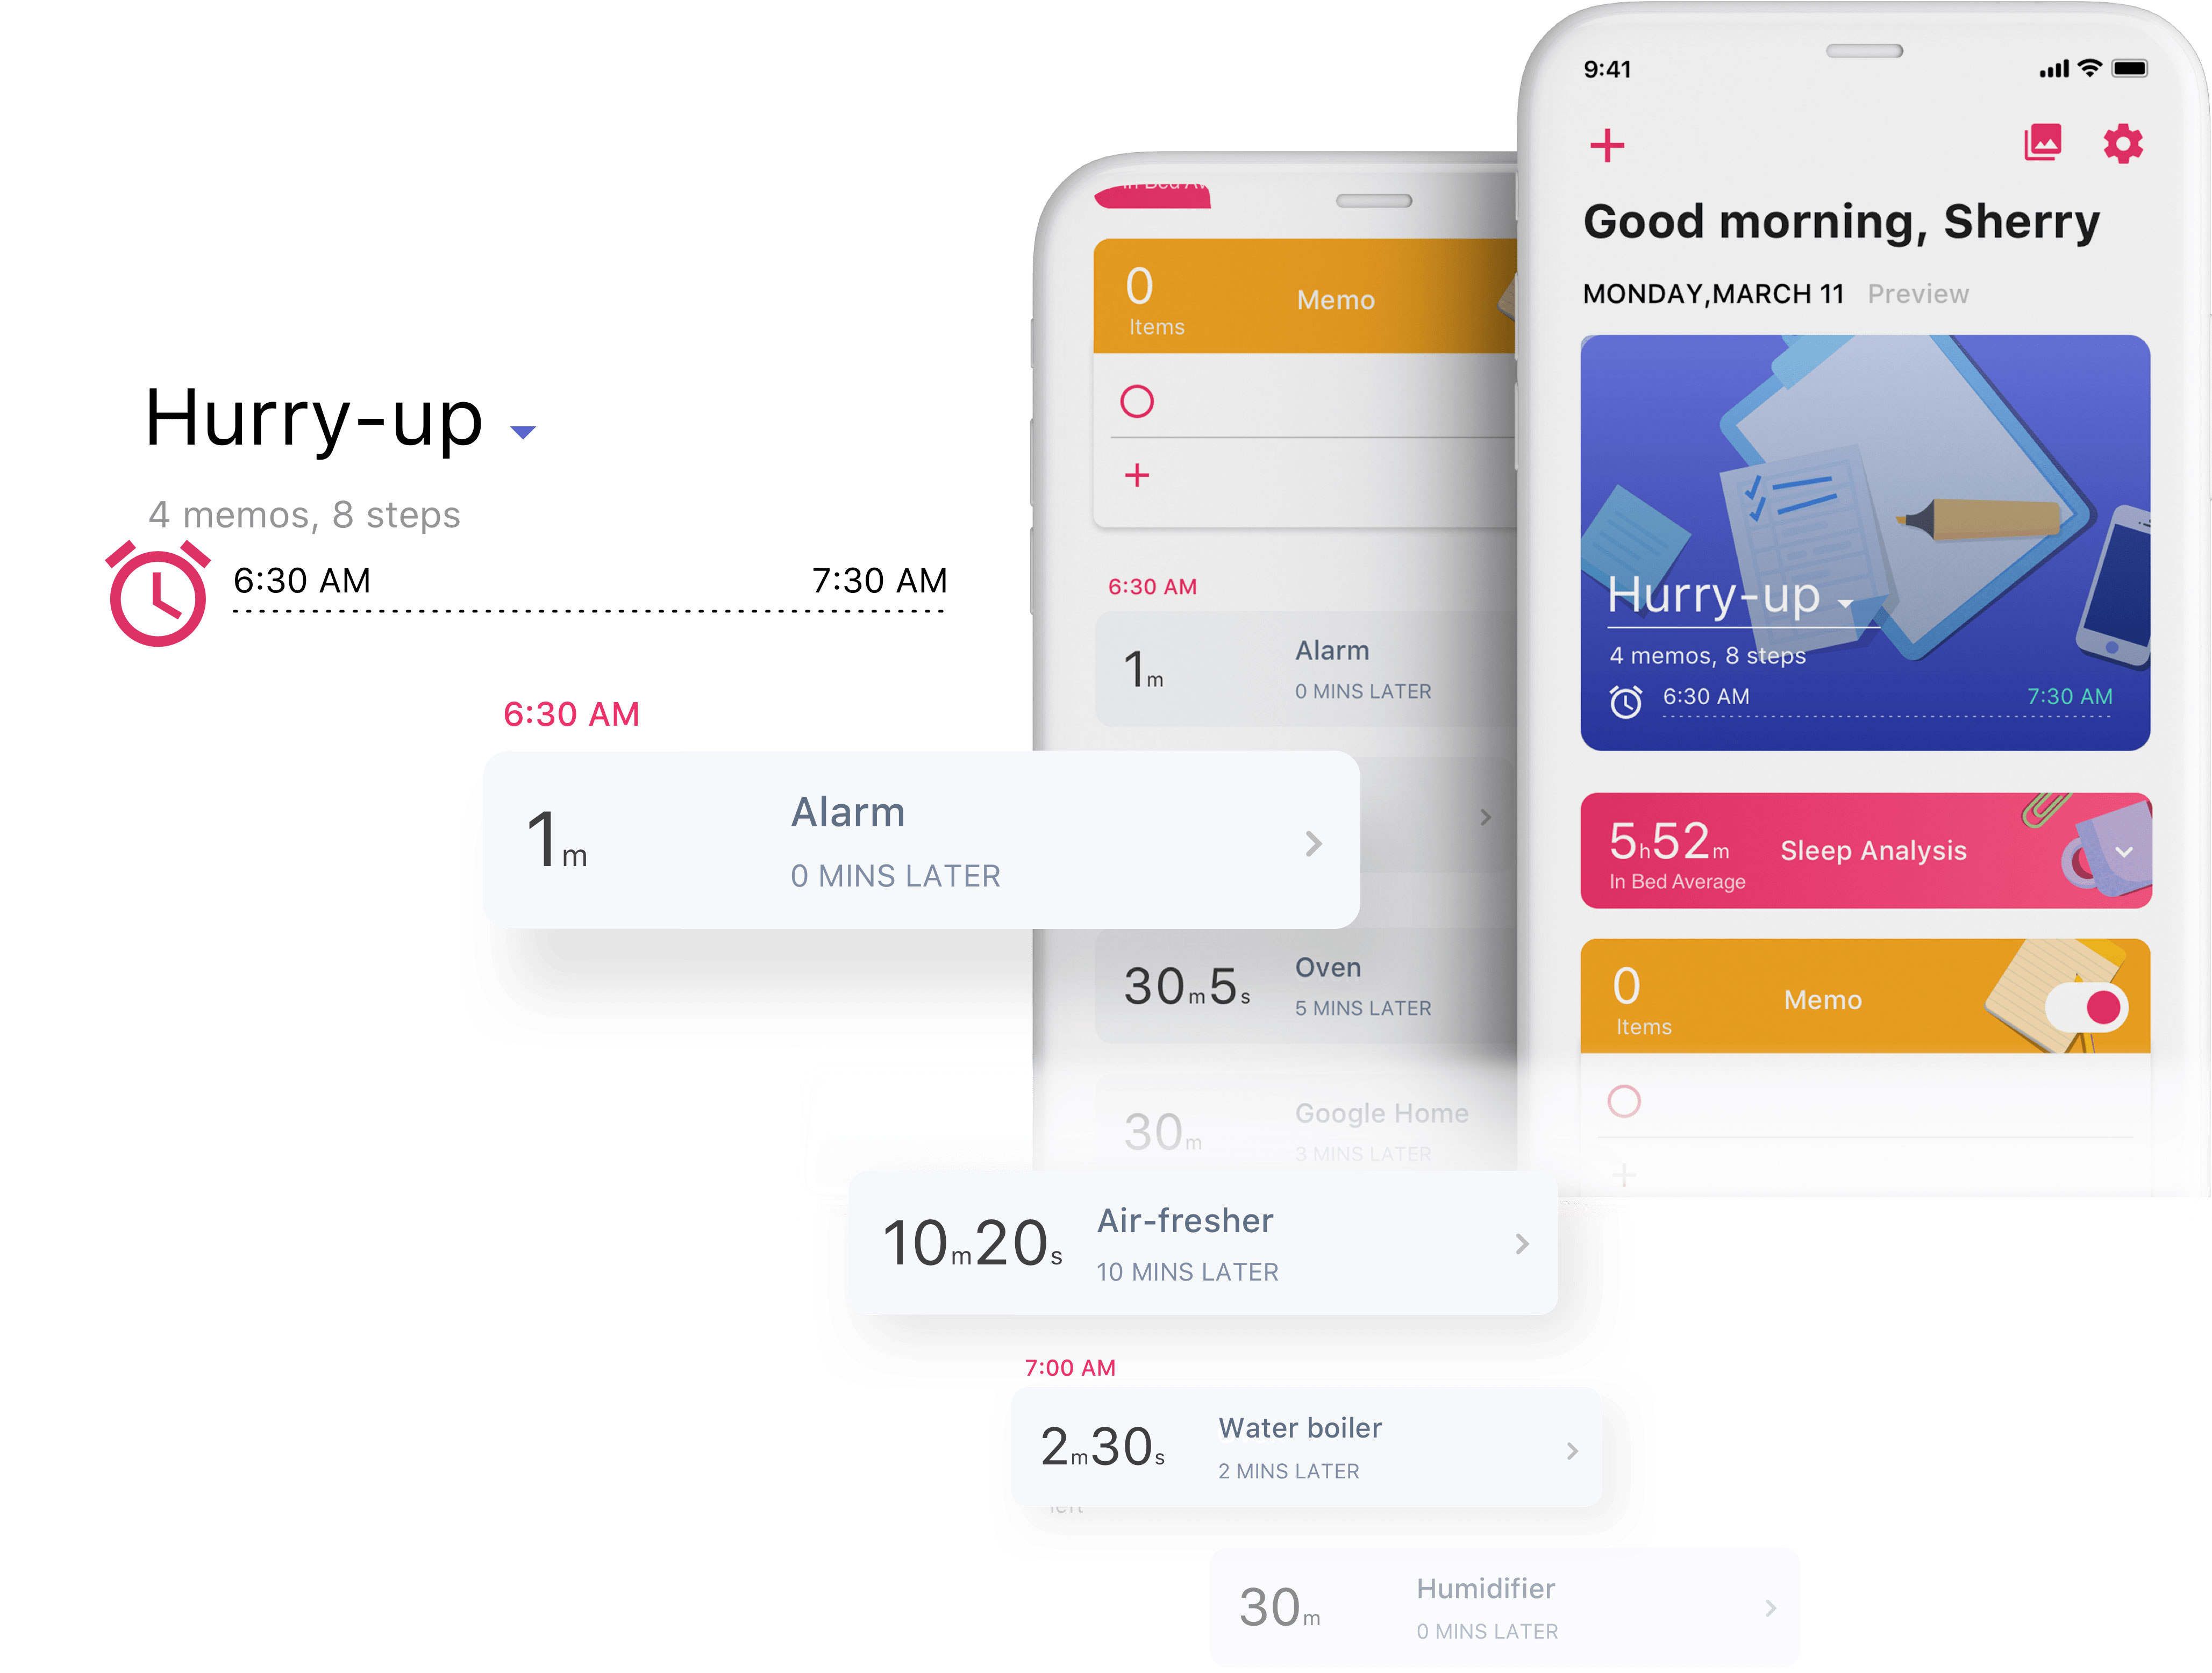 Hurry-up
4 memos, 8 steps
6:30 AM 7:30 AM
6:30 AM
1m
Alarm
0 MINS LATER
In Bed Av
0
Items
Memo
6:30 AM
1m
Alarm
0 MINS LATER
30m5s
Oven
5 MINS LATER
30m
Google Home
3 MINS LATER
10m20s
Air-fresher
10 MINS LATER
7:00 AM
2m30s
Water boiler
2 MINS LATER
left
30m
Humidifier
0 MINS LATER
9:41
Good morning, Sherry
MONDAY,MARCH 11 Preview
Hurry-up
4 memos, 8 steps
6:30 AM 7:30 AM
5h52m
In Bed Average
Sleep Analysis
0
Items
Memo